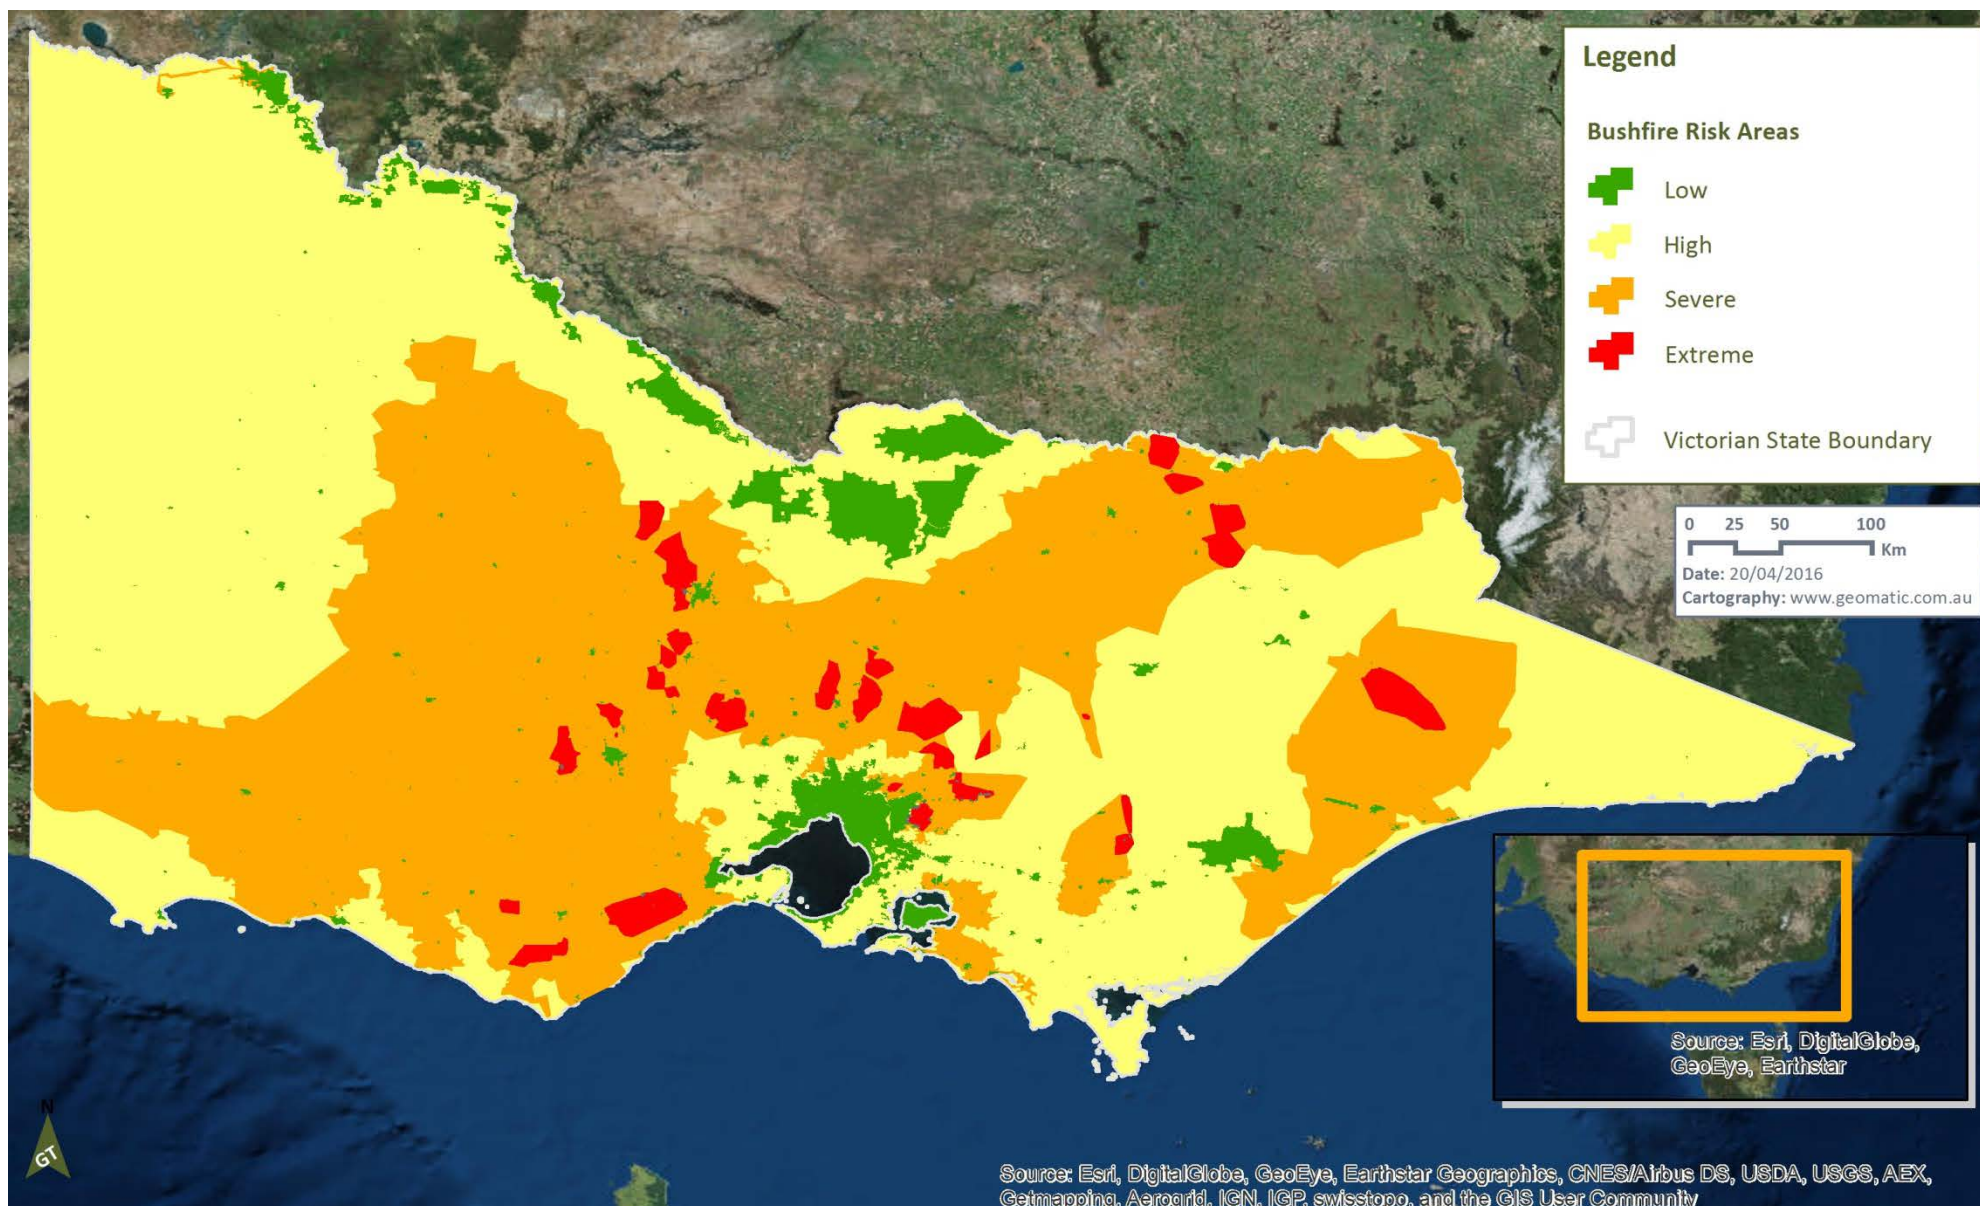 Legend
Bushfire Risk Areas
Low
High
Severe
Extreme
Victorian State Boundary
0 25 50 100
Km
Date: 20/04/2016
Cartography: www.geomatic.com.au
Source: Esri, DigitalGlobe,
GeoEye, Earthstar
N
GT
Source: Esri, DigitalGlobe, GeoEye, Earthstar Geographics, CNES/Airbus DS, USDA, USGS, AEX,
Getmapping, Aerogrid, IGN, IGP, swisstopo, and the GIS User Community